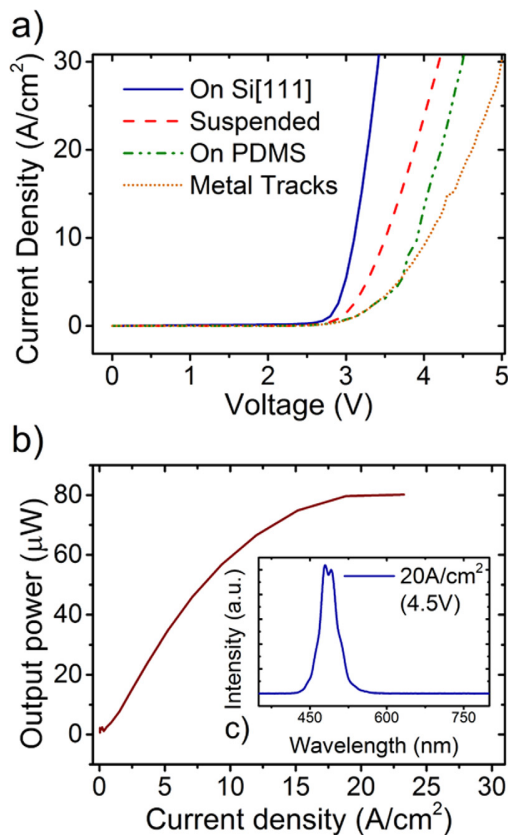 a)
Current Density (A/cm²)
30
20
10
0
On Si[111]
Suspended
On PDMS
Metal Tracks
0 1 2 3 4 5
Voltage (V)
b)
Output power (μW)
80
60
40
20
0
20A/cm²
(4.5V)
Intensity (a.u.)
c)
450 600 750
Wavelength (nm)
0 5 10 15 20 25 30
Current density (A/cm²)